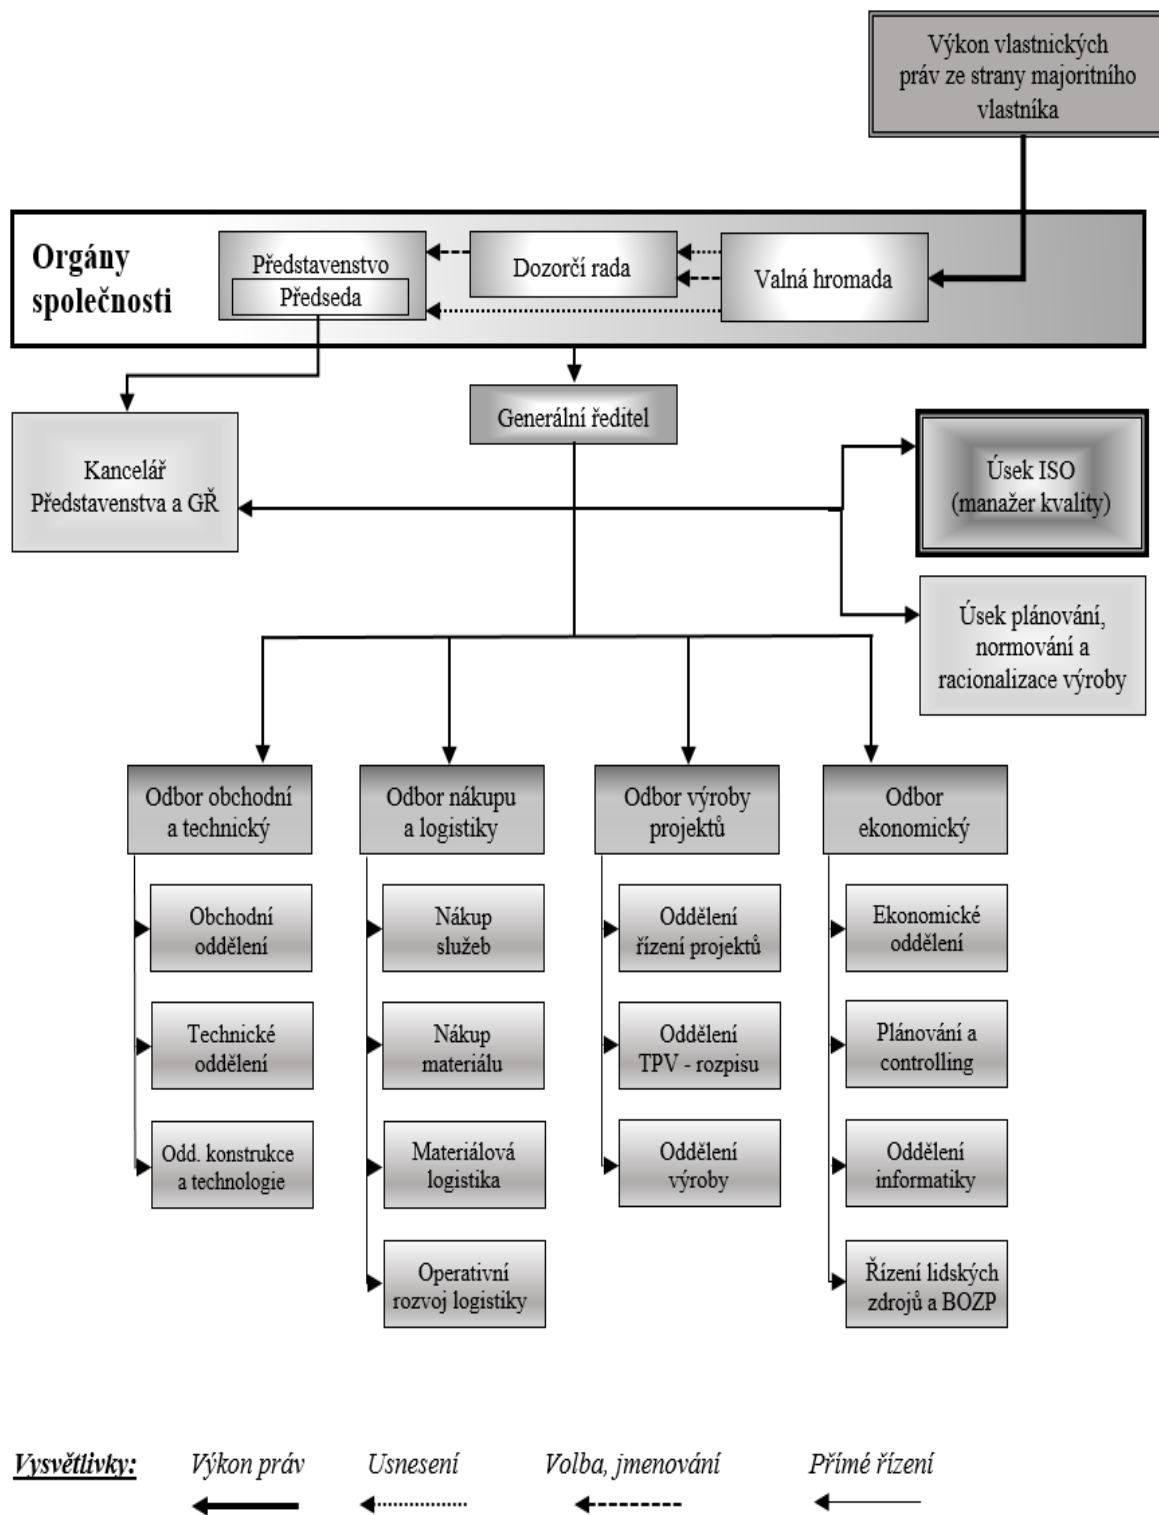 Výkon vlastnických
práv ze strany majoritního
vlastníka
Orgány
společnosti
Představenstvo
Předseda
Dozorčí rada
Valná hromada
Generální ředitel
Kancelář
Představenstva a GŘ
Úsek ISO
(manažer kvality)
Úsek plánování,
normování a
racionalizace výroby
Odbor obchodní
a technický
Odbor nákupu
a logistiky
Odbor výroby
projektů
Odbor
ekonomický
Obchodní
oddělení
Nákup
služeb
Oddělení
řízení projektů
Ekonomické
oddělení
Technické
oddělení
Nákup
materiálu
Oddělení
TPV - rozpisu
Plánování a
controlling
Odd. konstrukce
a technologie
Materiálová
logistika
Oddělení
výroby
Oddělení
informatiky
Operativní
rozvoj logistiky
Řízení lidských
zdrojů a BOZP
Vysvětlivky:
Výkon práv
Usnesení
Volba, jmenování
Přímé řízení